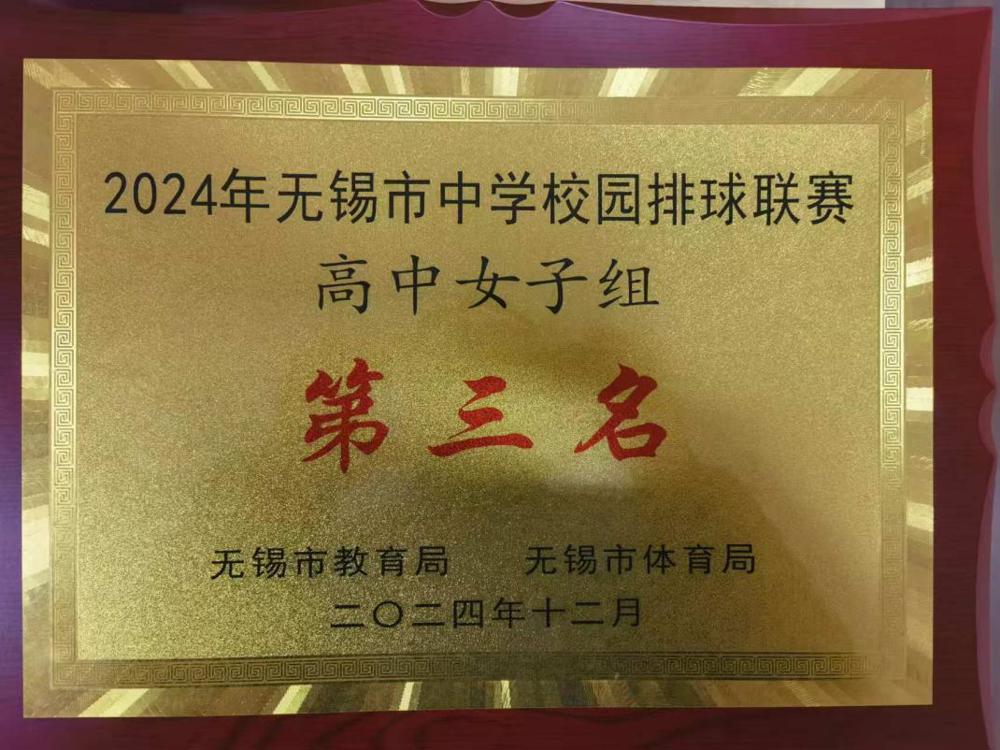 2024年无锡市中学校园排球联赛
高中女子组
第三名
无锡市教育局 无锡市体育局
二〇二四年十二月